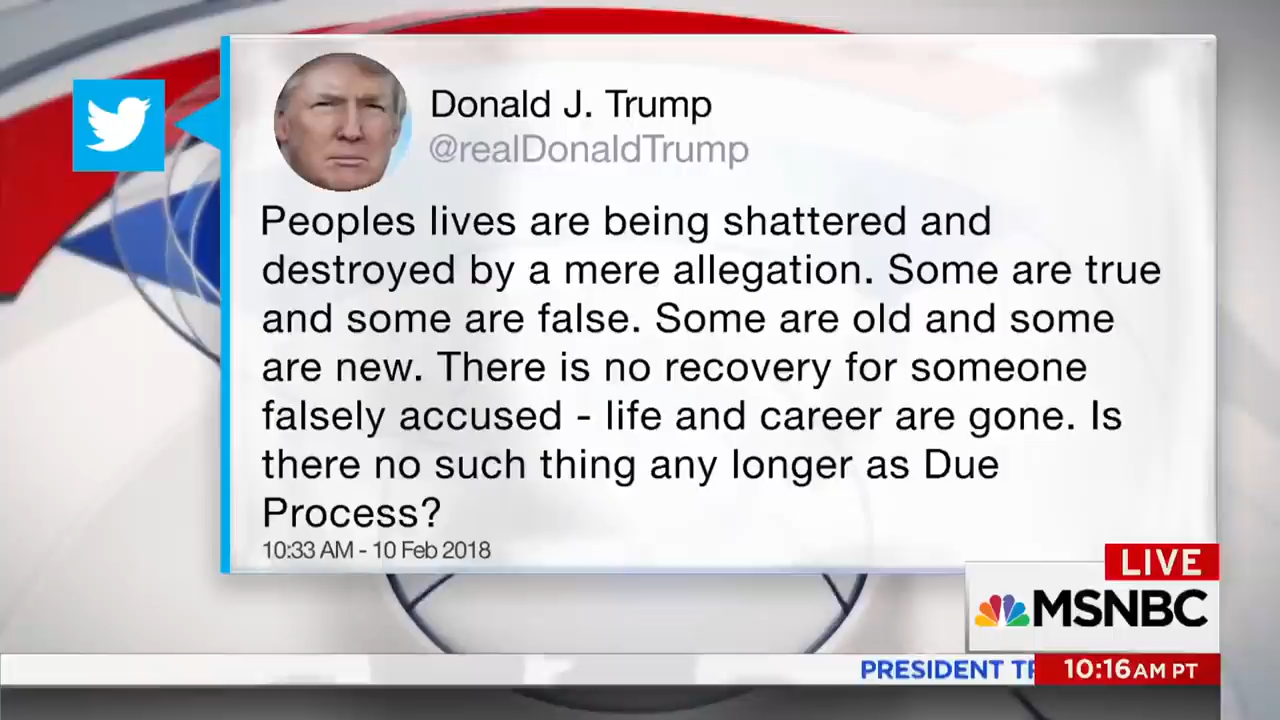 Donald J. Trump
@realDonaldTrump
Peoples lives are being shattered and
destroyed by a mere allegation. Some are true
and some are false. Some are old and some
are new. There is no recovery for someone
falsely accused - life and career are gone. Is
there no such thing any longer as Due
Process?
10:33 AM - 10 Feb 2018
LIVE
MSNBC
PRESIDENT
10:16AM PT